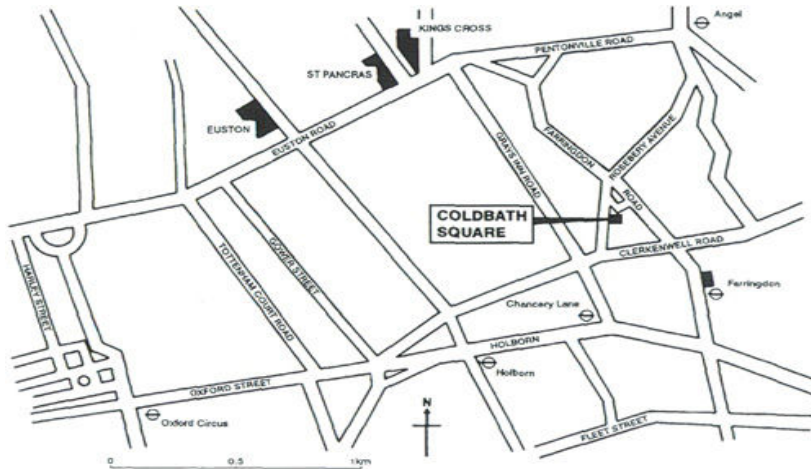 Angel
KINGS CROSS
PENTONVILLE ROAD
ST PANCRAS
EUSTON
EUSTON ROAD
GRAYS INN ROAD
FARRINGDON
ROAD
ROSEBERY AVENUE
COLDBATH
SQUARE
CLERKENWELL ROAD
HARLEY STREET
TOTTENHAM COURT ROAD
GOWER STREET
Farringdon
Chancery Lane
HOLBORN
Holborn
OXFORD STREET
Oxford Circus
N
FLEET STREET
0
0.5
1km